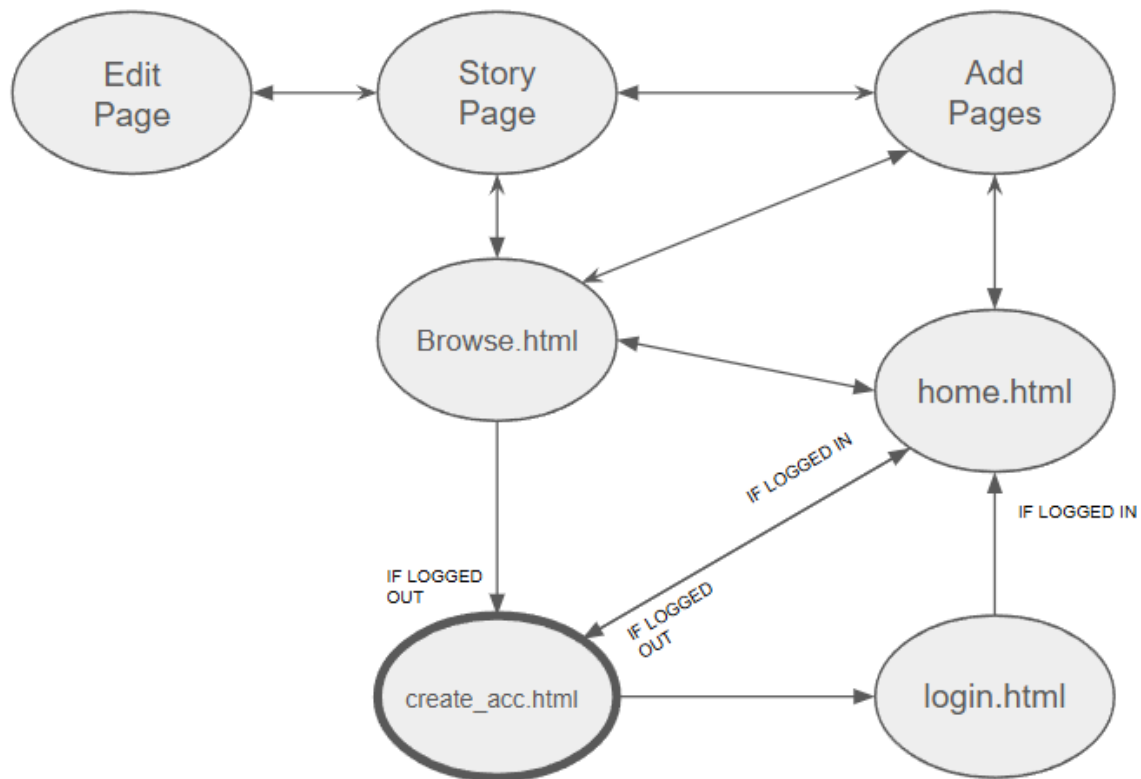 Edit
Page
Story
Page
Add
Pages
Browse.html
home.html
IF LOGGED IN
IF LOGGED IN
IF LOGGED
OUT
IF LOGGED
OUT
create_acc.html
login.html